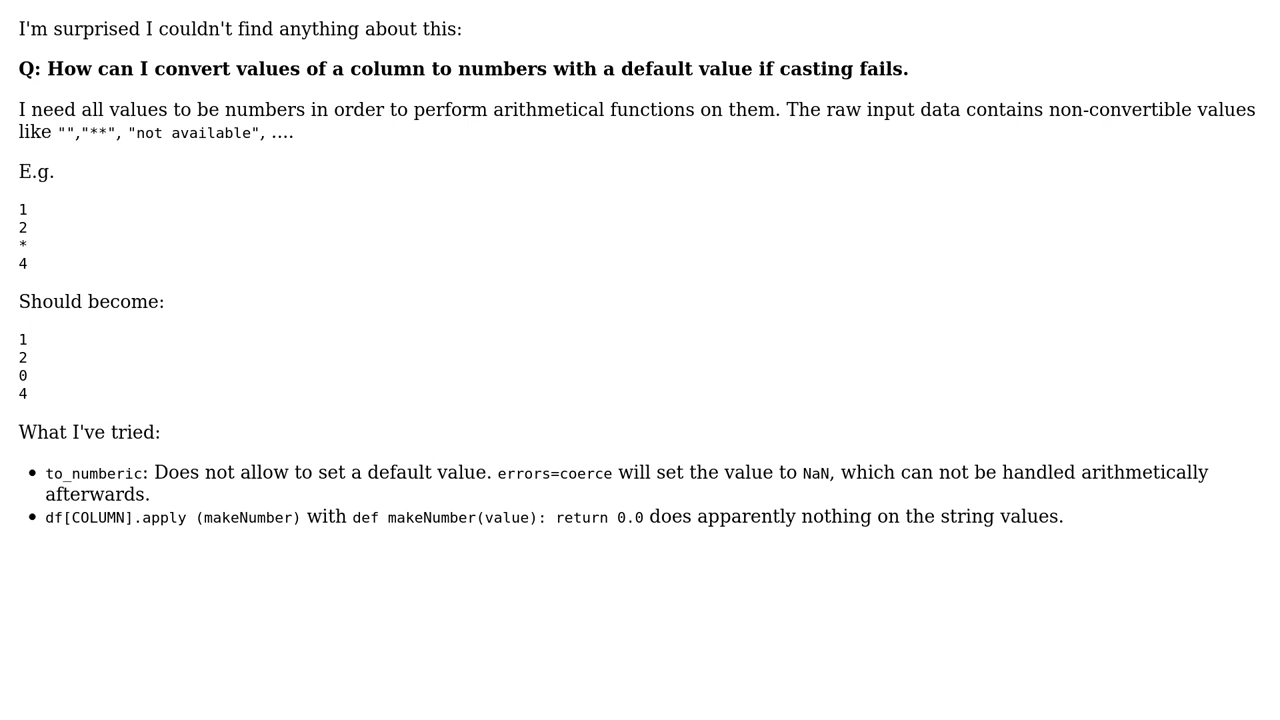 I'm surprised I couldn't find anything about this:
Q: How can I convert values of a column to numbers with a default value if casting fails.
I need all values to be numbers in order to perform arithmetical functions on them. The raw input data contains non-convertible values
like "","**", "not available", ....
E.g.
1
2
*
4
Should become:
1
2
0
4
What I've tried:
• to_numberic: Does not allow to set a default value. errors=coerce will set the value to NaN, which can not be handled arithmetically
afterwards.
• df[COLUMN].apply (makeNumber) with def makeNumber(value): return 0.0 does apparently nothing on the string values.